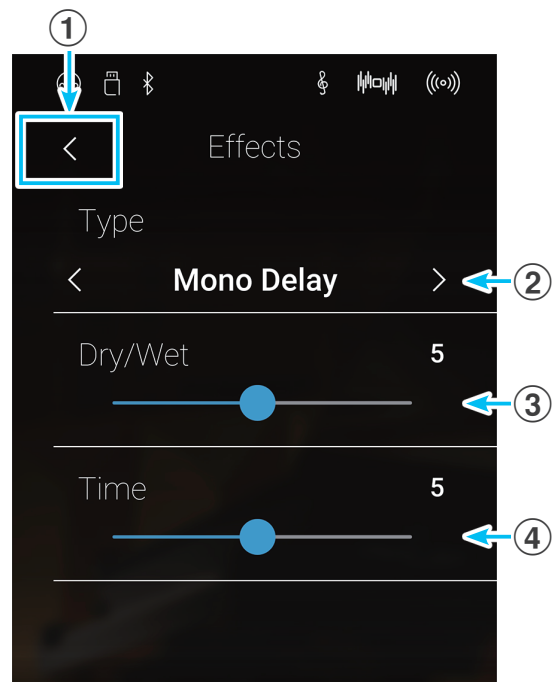 ①
Effects
Type
Mono Delay
②
Dry/Wet 5
③
Time 5
④